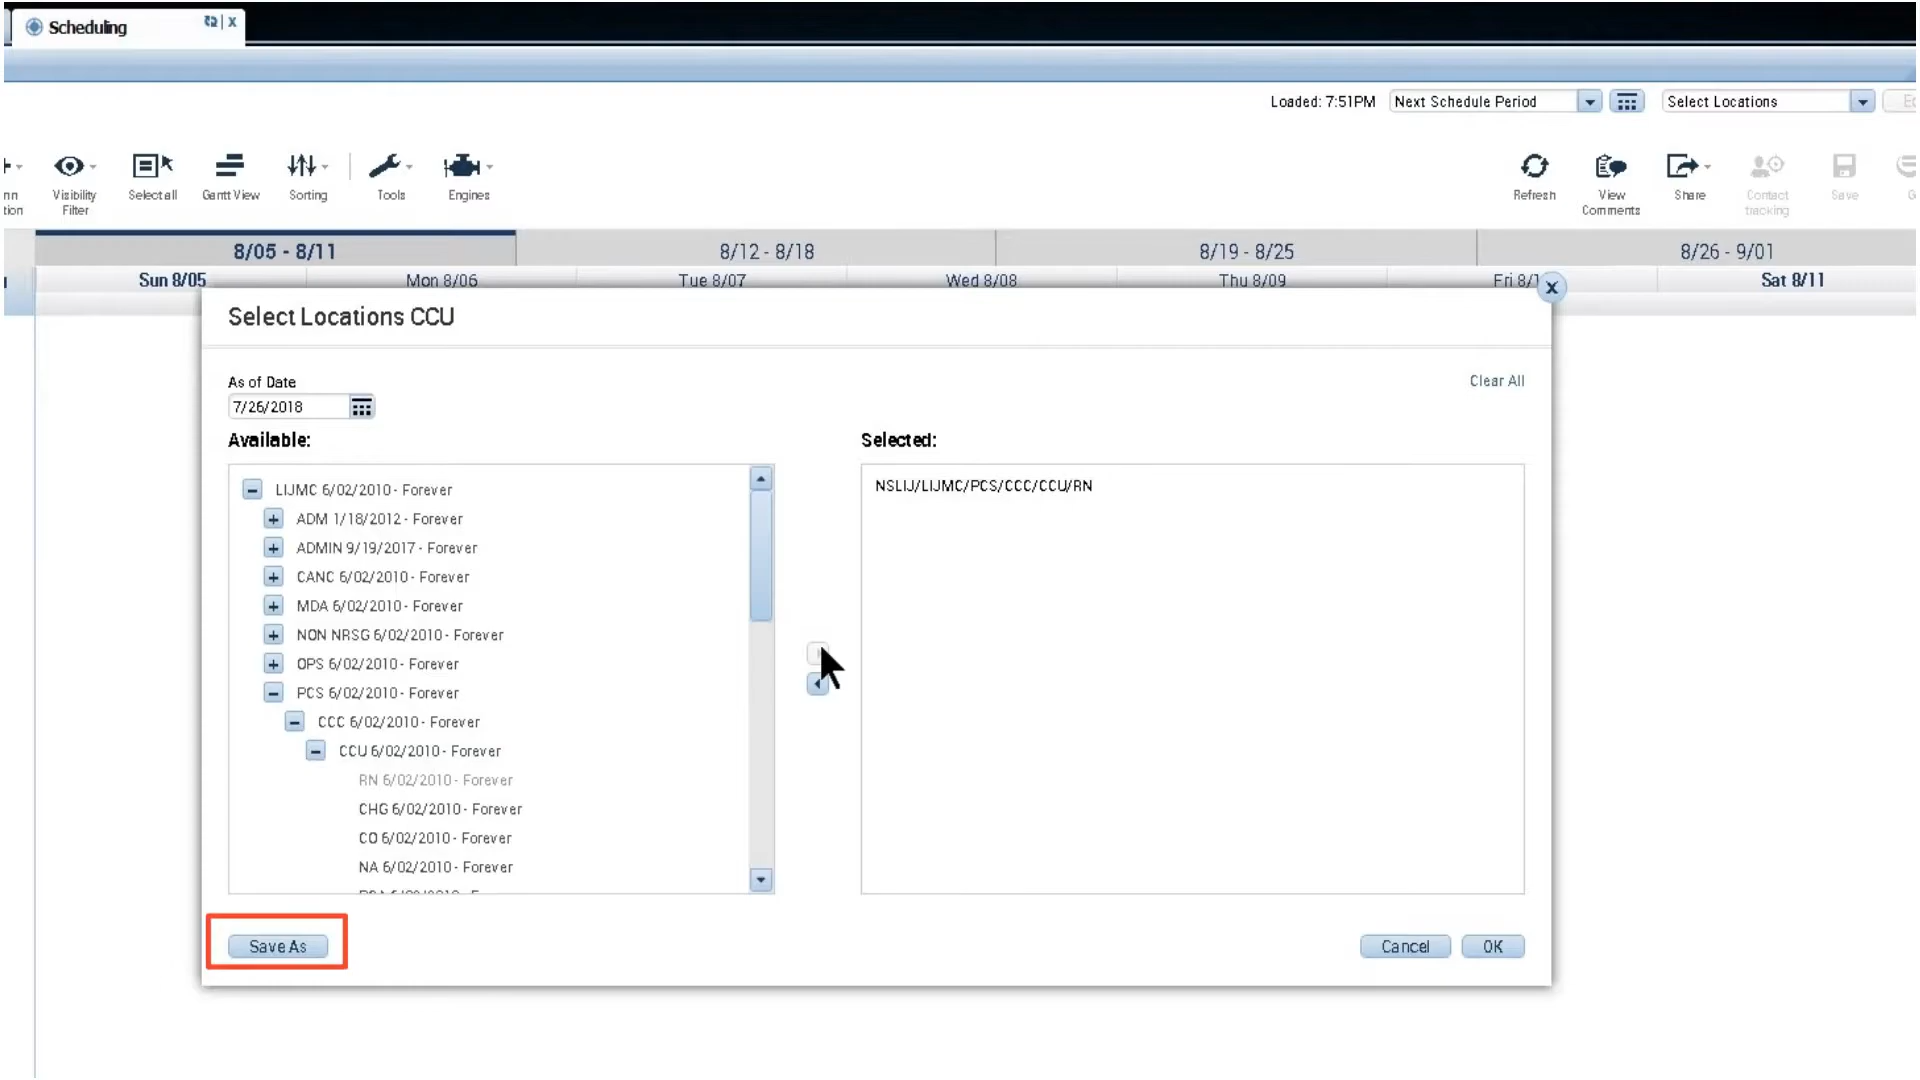 Scheduling
x
Loaded: 7:51PM
Next Schedule Period
Select Locations
Visibility
Filter
Select all
Gantt View
Sorting
Tools
Engines
Refresh
View
Comments
Share
Contact
tracking
Save
8/05 - 8/11
8/12 - 8/18
8/19 - 8/25
8/26 - 9/01
Sun 8/05
Mon 8/06
Tue 8/07
Wed 8/08
Thu 8/09
Fri 8/1
Sat 8/11
x
Select Locations CCU
As of Date
Clear All
7/26/2018
Available:
Selected:
LIJMC 6/02/2010 - Forever
ADM 1/18/2012 - Forever
ADMIN 9/19/2017 - Forever
CANC 6/02/2010 - Forever
MDA 6/02/2010 - Forever
NON NRSG 6/02/2010 - Forever
OPS 6/02/2010 - Forever
PCS 6/02/2010 - Forever
CCC 6/02/2010 - Forever
CCU 6/02/2010 - Forever
RN 6/02/2010 - Forever
CHG 6/02/2010 - Forever
CO 6/02/2010 - Forever
NA 6/02/2010 - Forever
NSLIJ/LIJMC/PCS/CCC/CCU/RN
Save As
Cancel
OK